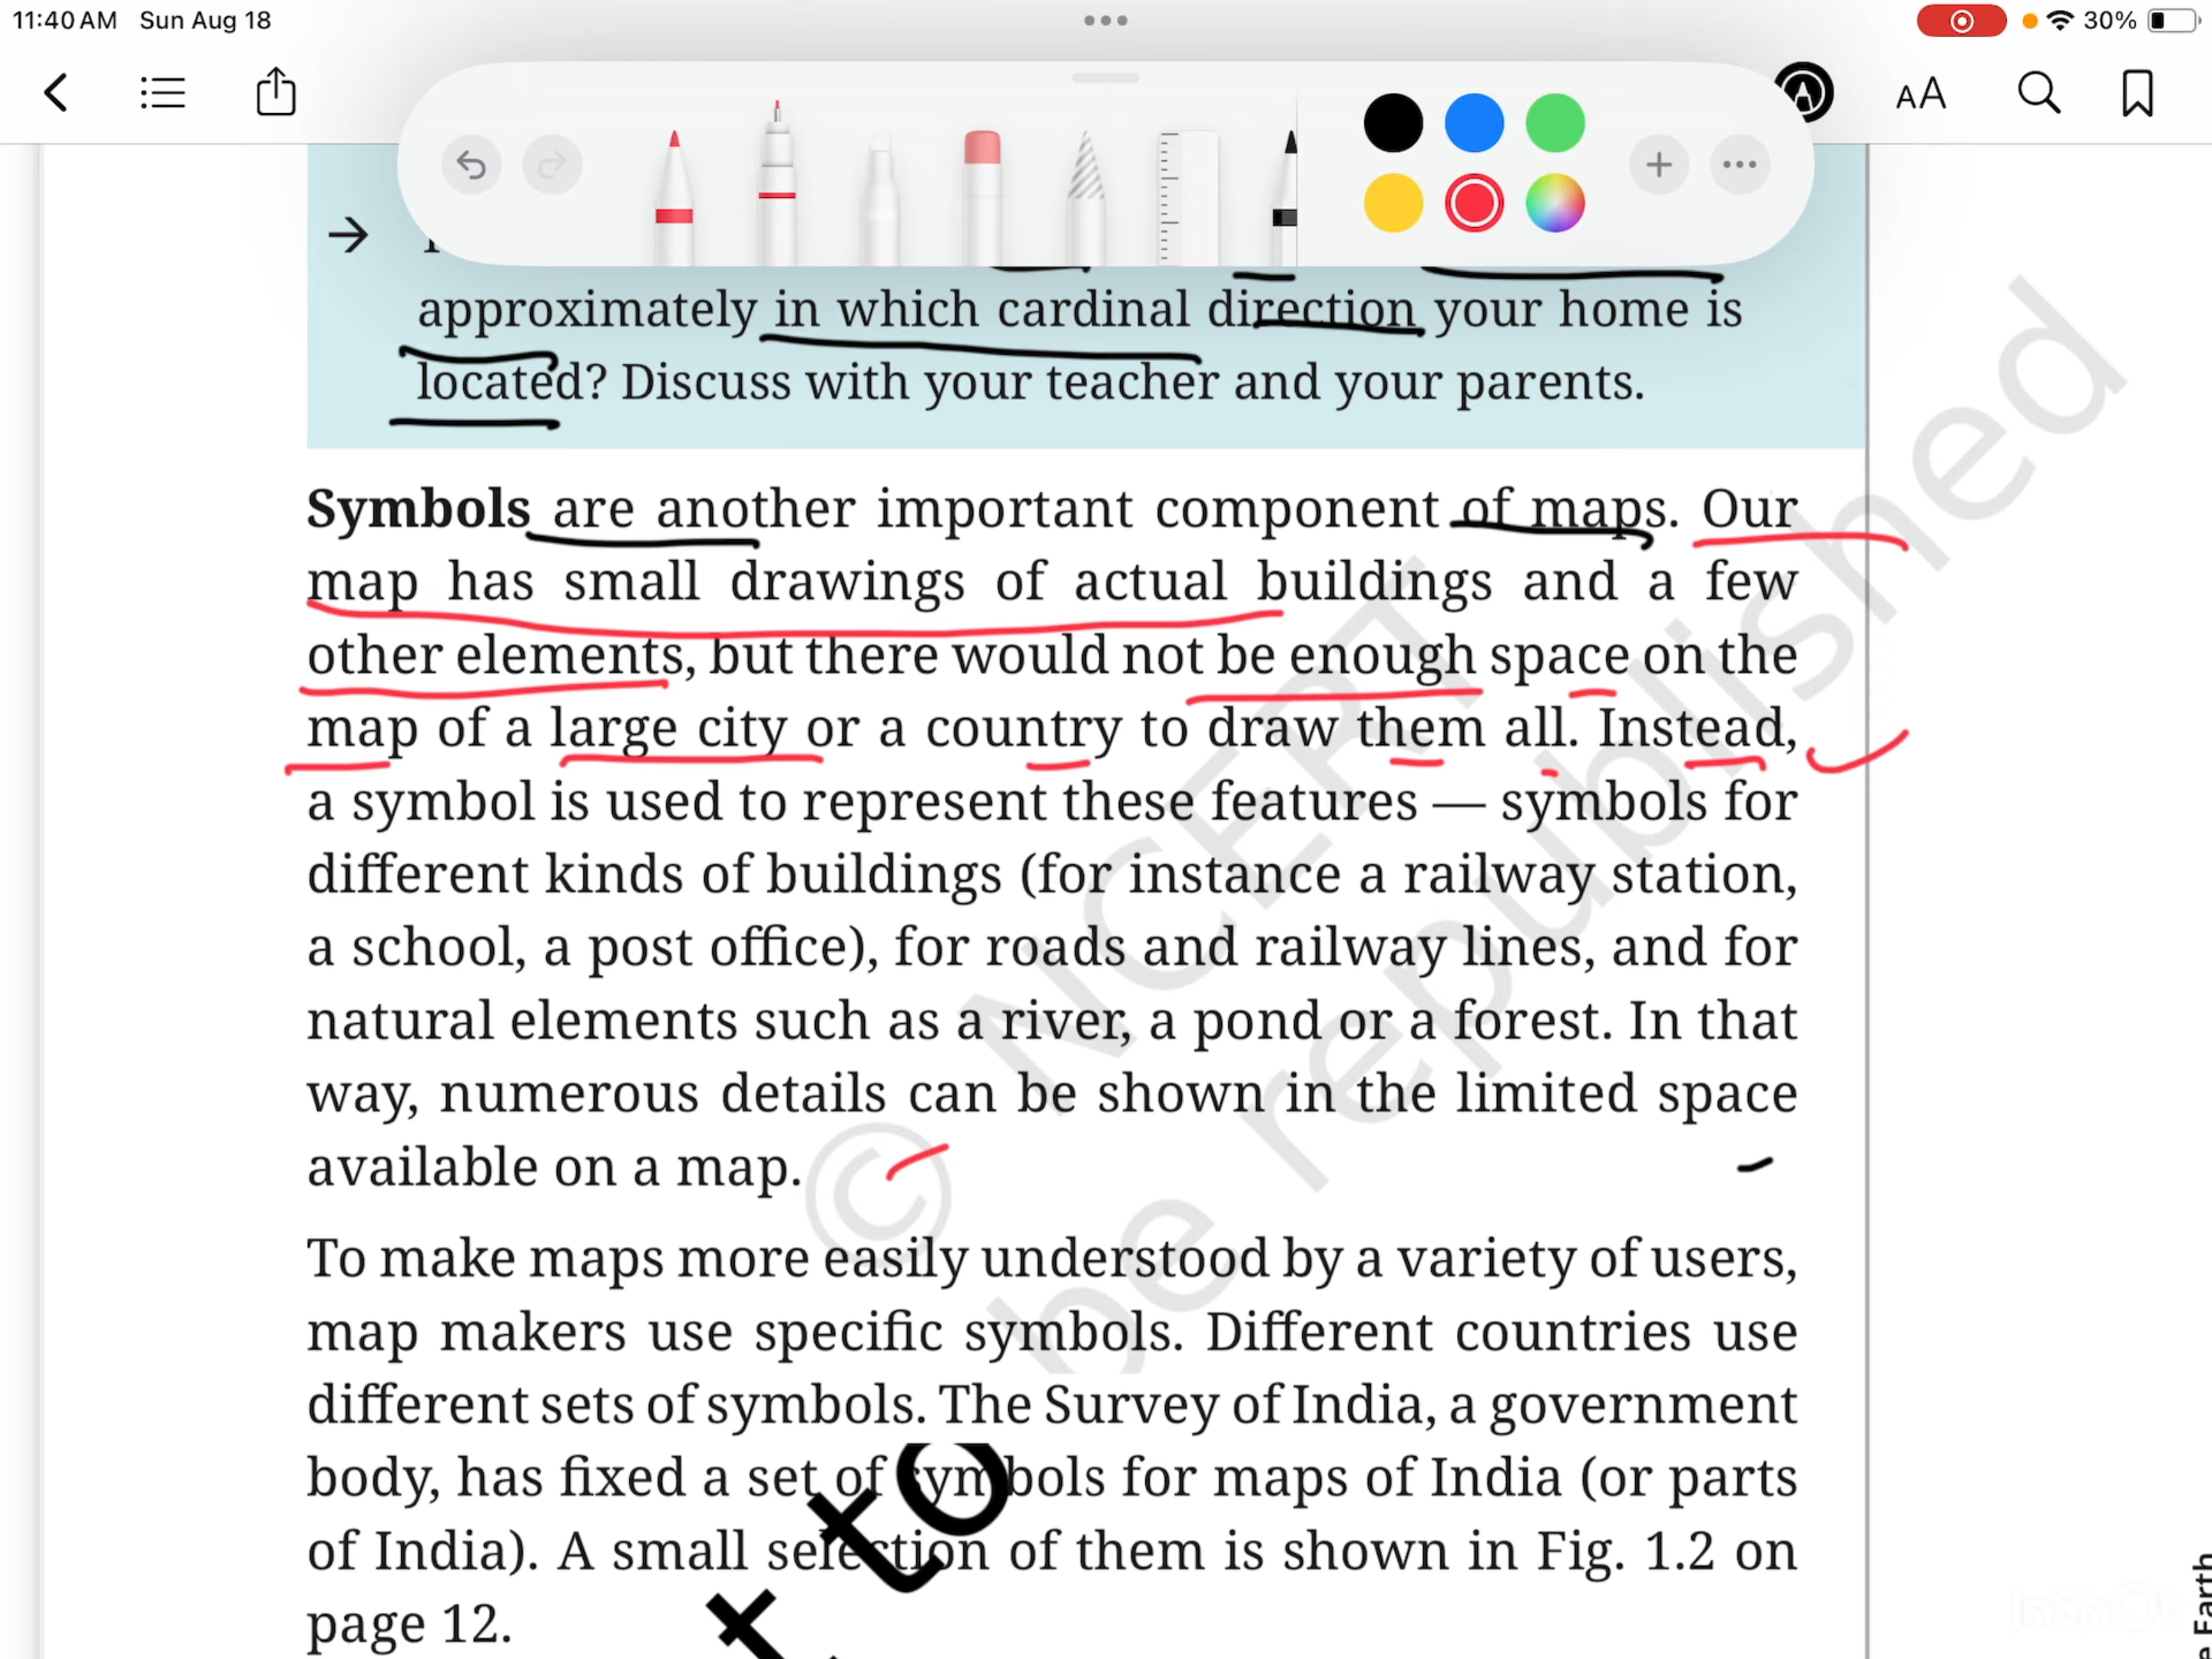 11:40 AM Sun Aug 18
30%
AA
→
approximately in which cardinal direction your home is
located? Discuss with your teacher and your parents.
Symbols are another important component of maps. Our
map has small drawings of actual buildings and a few
other elements, but there would not be enough space on the
map of a large city or a country to draw them all. Instead,
a symbol is used to represent these features — symbols for
different kinds of buildings (for instance a railway station,
a school, a post office), for roads and railway lines, and for
natural elements such as a river, a pond or a forest. In that
way, numerous details can be shown in the limited space
available on a map.
To make maps more easily understood by a variety of users,
map makers use specific symbols. Different countries use
different sets of symbols. The Survey of India, a government
body, has fixed a set of symbols for maps of India (or parts
of India). A small selection of them is shown in Fig. 1.2 on
page 12.
© NCERT
be republished
t to
e Earth
InShOt